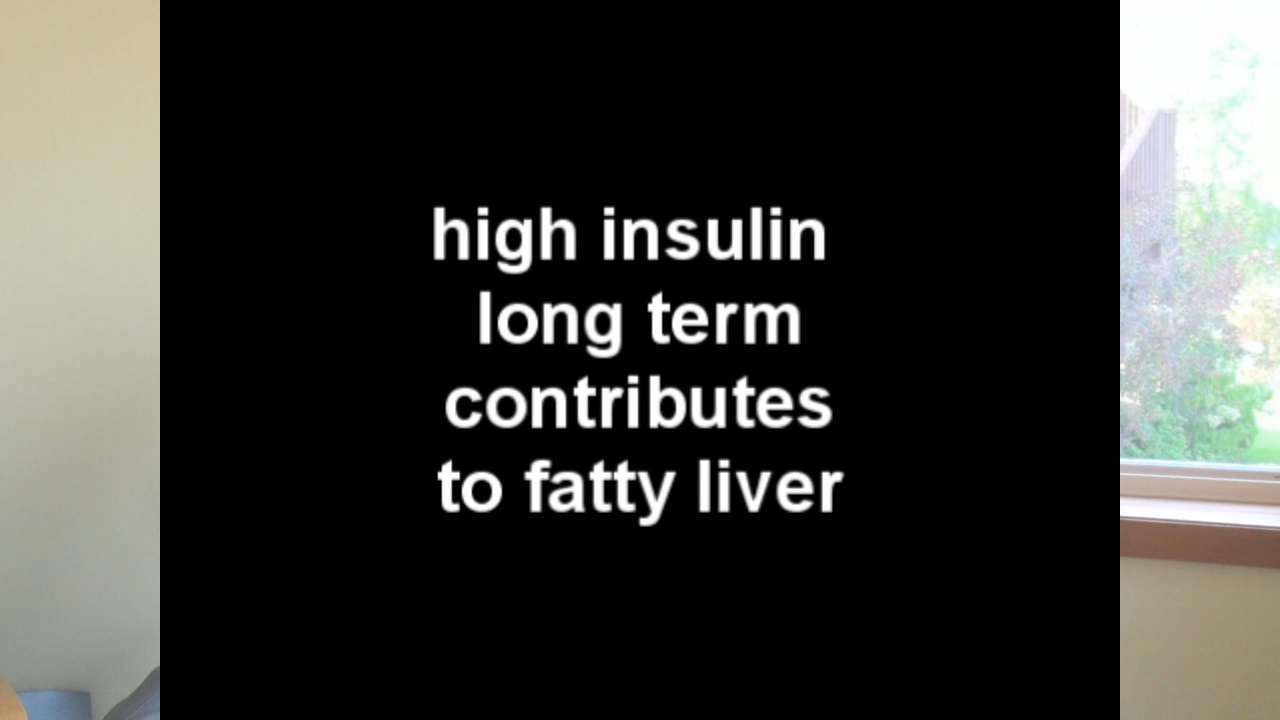 high insulin
long term
contributes
to fatty liver